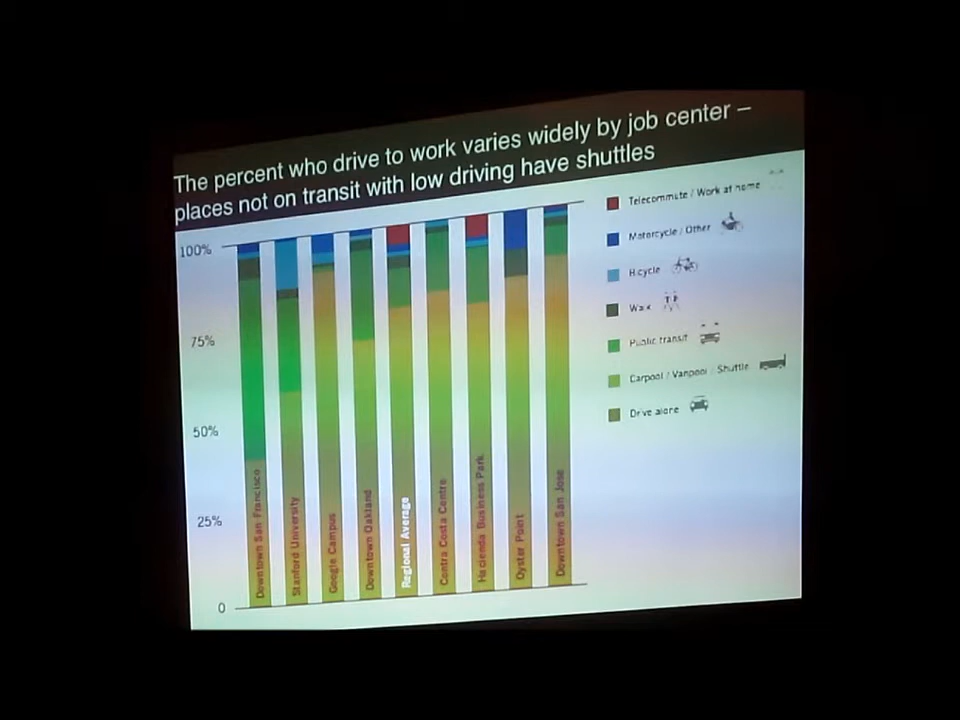 The percent who drive to work varies widely by job center –
places not on transit with low driving have shuttles
100%
75%
50%
25%
0
Downtown San Francisco
Stanford University
Google Campus
Downtown Oakland
Regional Average
Contra Costa Centre
Hacienda Business Park
Oyster Point
Downtown San Jose
Telecommute / Work at home
Motorcycle / Other
Bicycle
Walk
Public transit
Carpool / Vanpool / Shuttle
Drive alone